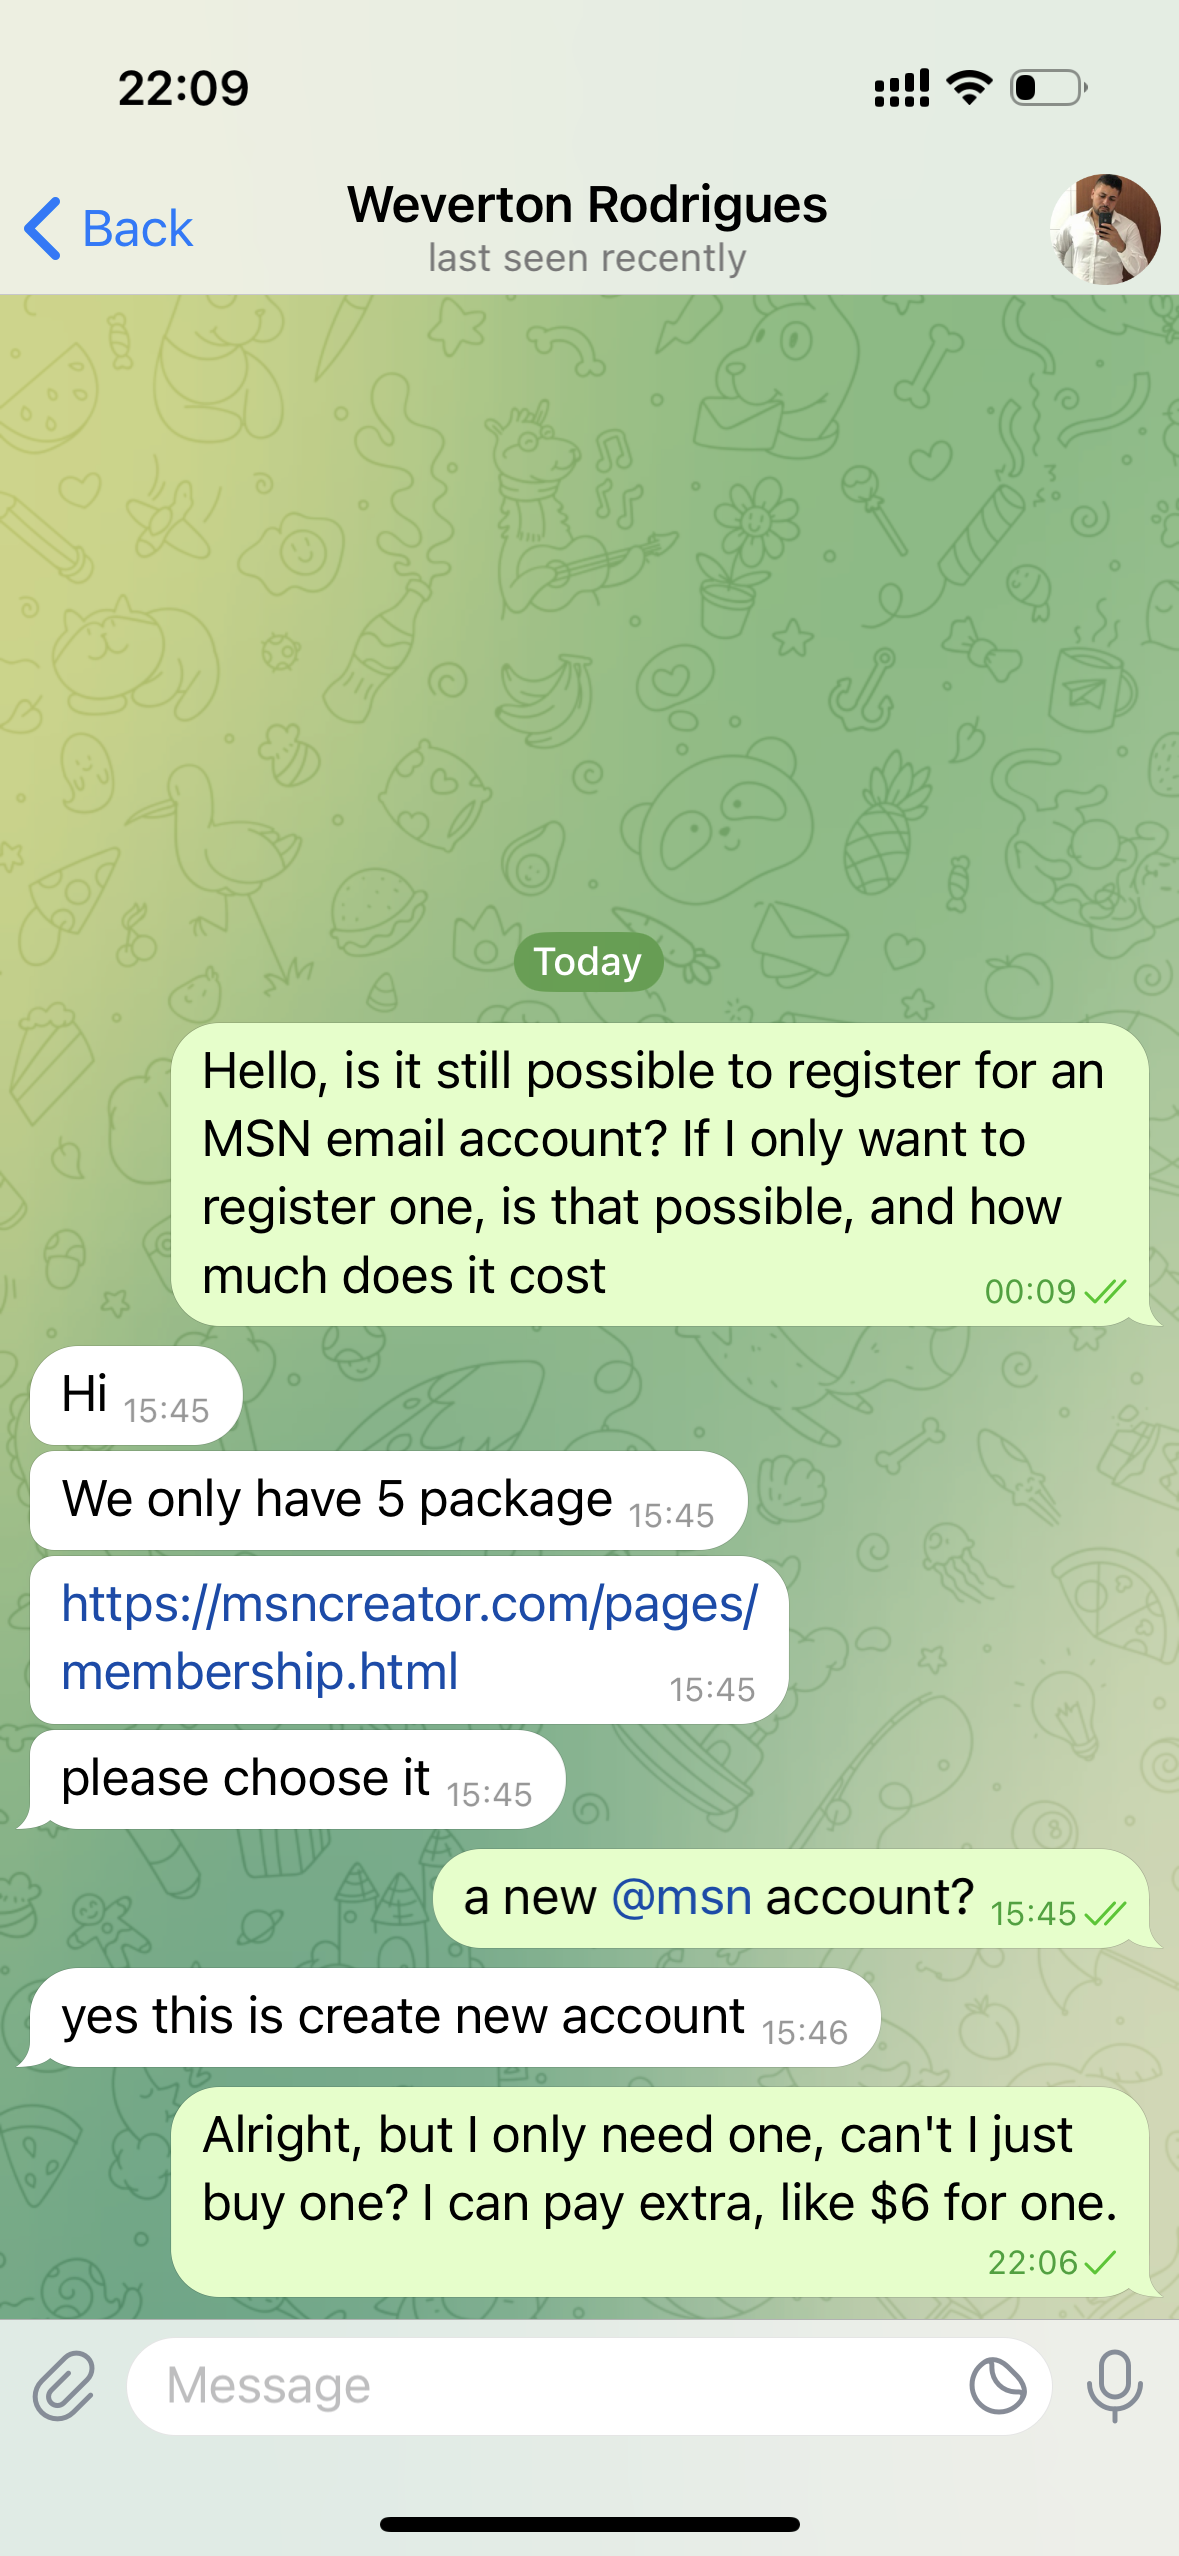 22:09
Back
Weverton Rodrigues
last seen recently
Today
Hello, is it still possible to register for an
MSN email account? If I only want to
register one, is that possible, and how
much does it cost
00:09
Hi 15:45
We only have 5 package 15:45
https://msncreator.com/pages/
membership.html
15:45
please choose it 15:45
a new @msn account? 15:45
yes this is create new account 15:46
Alright, but I only need one, can't I just
buy one? I can pay extra, like $6 for one.
22:06
Message